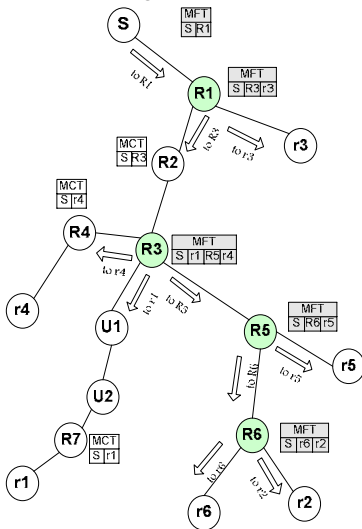 S
MFT
S R1
to R1
R1
MFT
S R3 r3
to R3
to r3
r3
MCT
S R3
R2
MCT
S r4
R4
R3
MFT
S r1 R5 r4
to r4
to r1
to R5
r4
U1
MFT
S R6 r5
R5
to R6
to r5
r5
U2
R7
MCT
S r1
r1
R6
MFT
S r6 r2
to r6
to r2
r6
r2